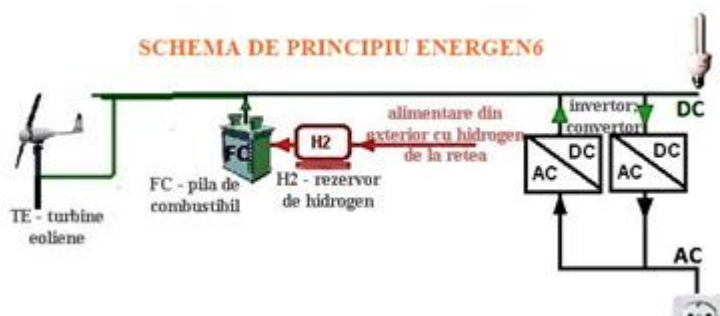 SCHEMA DE PRINCIPIU ENERGEN6
DC
invertor,
convertor
alimentare din
exterior cu hidrogen
de la retea
FC
H2
DC
AC
DC
AC
FC - pila de
combustibil
H2 - rezervor
de hidrogen
TE - turbine
eoliene
AC